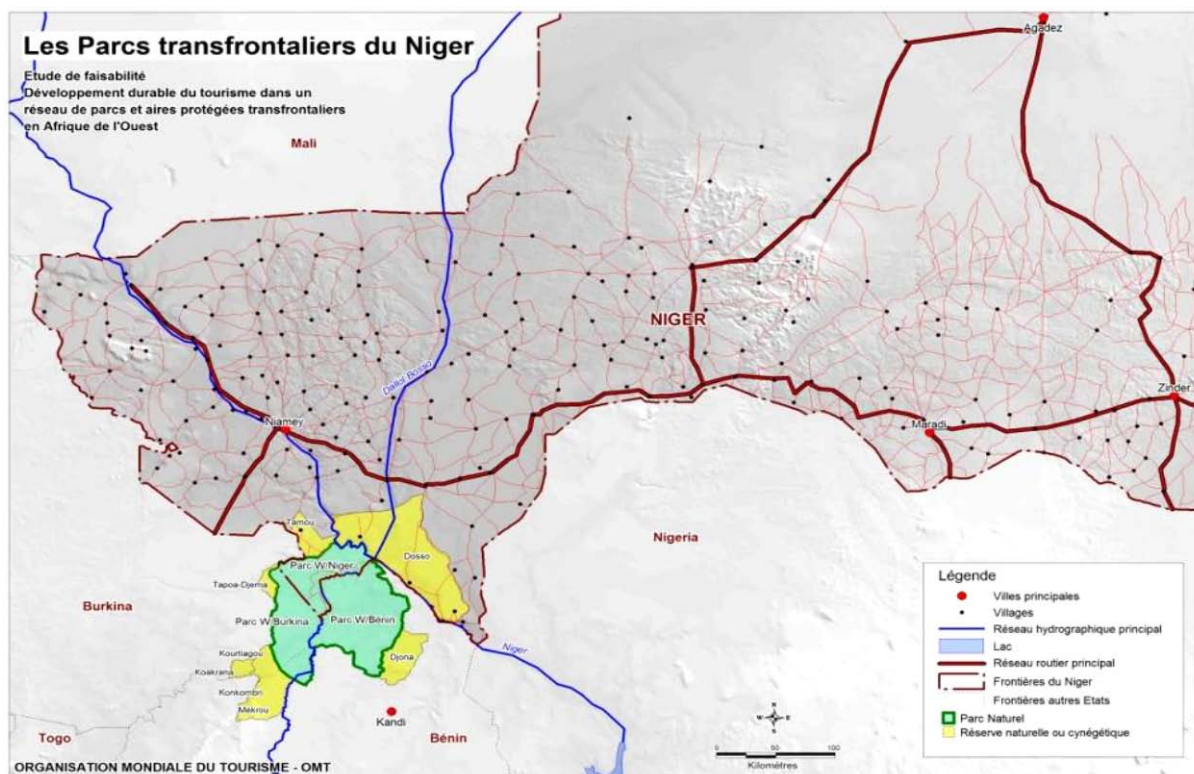 Les Parcs transfrontaliers du Niger
Etude de faisabilité
Développement durable du tourisme dans un
réseau de parcs et aires protégées transfrontaliers
en Afrique de l'Ouest
Agadez
Mali
NIGER
Dallol Bosso
Zinder
Niamey
Maradi
Tamou
Nigeria
Dosso
Parc W/Niger
Tapoa-Djerma
Burkina
Parc W/Burkina
Parc W/Bénin
Kourtiagou
Djona
Niger
Koakrana
Konkombri
Mékrou
Kandi
Togo
Bénin
Légende
Villes principales
Villages
Réseau hydrographique principal
Lac
Réseau routier principal
Frontières du Niger
Frontières autres Etats
Parc Naturel
Réserve naturelle ou cynégétique
N
W E
S
0 50 100
Kilomètres
ORGANISATION MONDIALE DU TOURISME - OMT